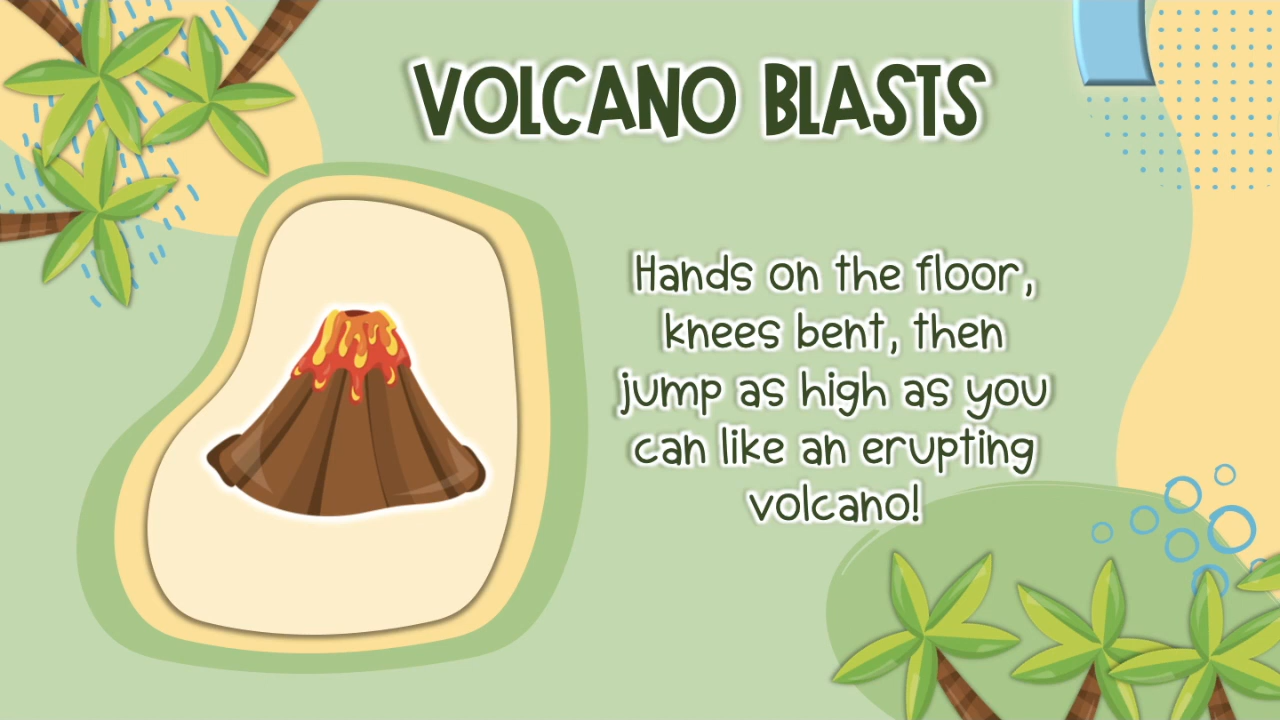 VOLCANO BLASTS
Hands on the floor,
knees bent, then
jump as high as you
can like an erupting
volcano!